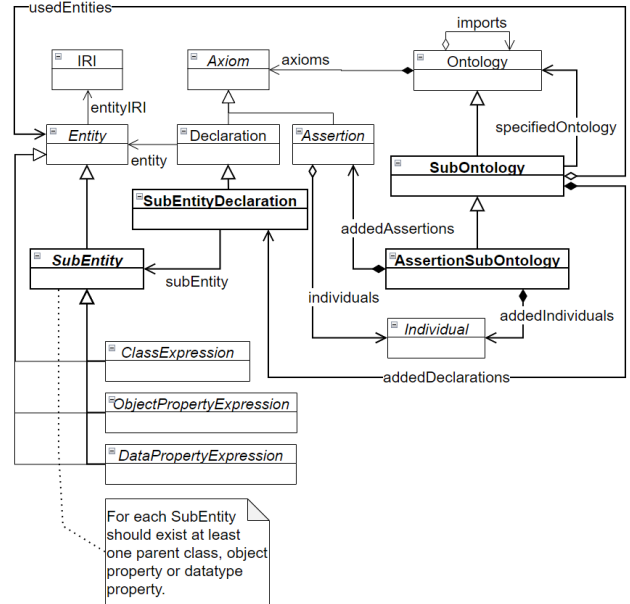 usedEntities
imports
IRI
Axiom
axioms
Ontology
entityIRI
specifiedOntology
Entity
Declaration
Assertion
entity
SubOntology
SubEntityDeclaration
addedAssertions
SubEntity
subEntity
AssertionSubOntology
individuals
addedIndividuals
Individual
ClassExpression
addedDeclarations
ObjectPropertyExpression
DataPropertyExpression
For each SubEntity
should exist at least
one parent class, object
property or datatype
property.